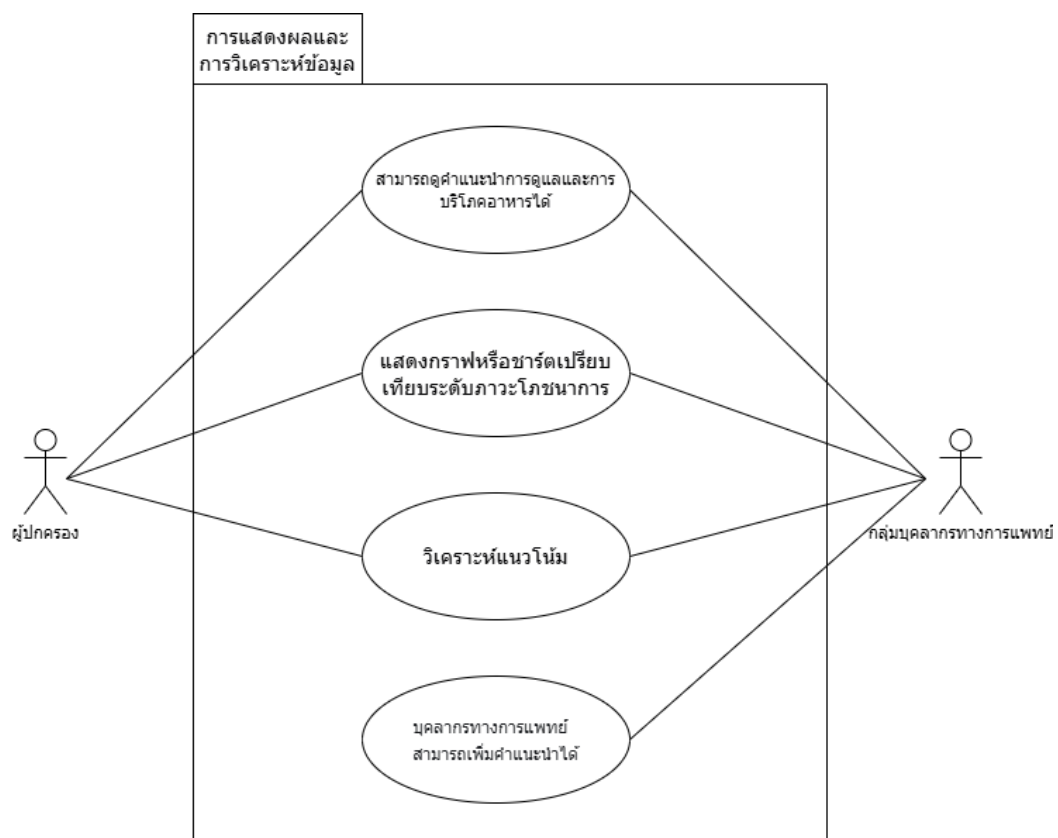 การแสดงผลและ
การวิเคราะห์ข้อมูล
สามารถดูคำแนะนำการดูแลและการ
บริโภคอาหารได้
แสดงกราฟหรือชาร์ตเปรียบ
เทียบระดับภาวะโภชนาการ
ผู้ปกครอง
กลุ่มบุคลากรทางการแพทย์
วิเคราะห์แนวโน้ม
บุคลากรทางการแพทย์
สามารถเพิ่มคำแนะนำได้